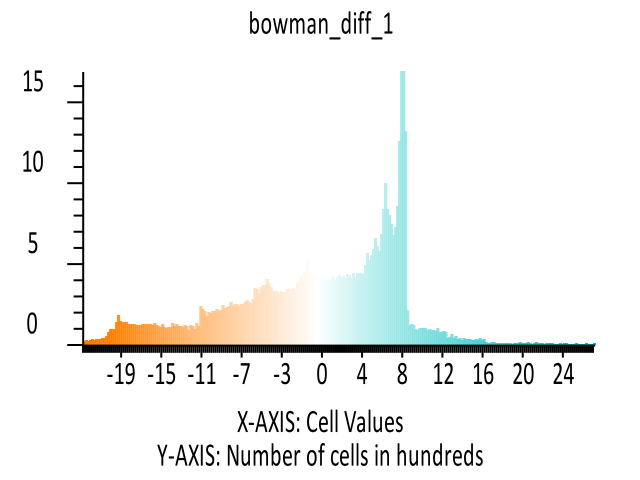 bowman_diff_1
15
10
5
0
-19 -15 -11 -7 -3 0 4 8 12 16 20 24
X-AXIS: Cell Values
Y-AXIS: Number of cells in hundreds